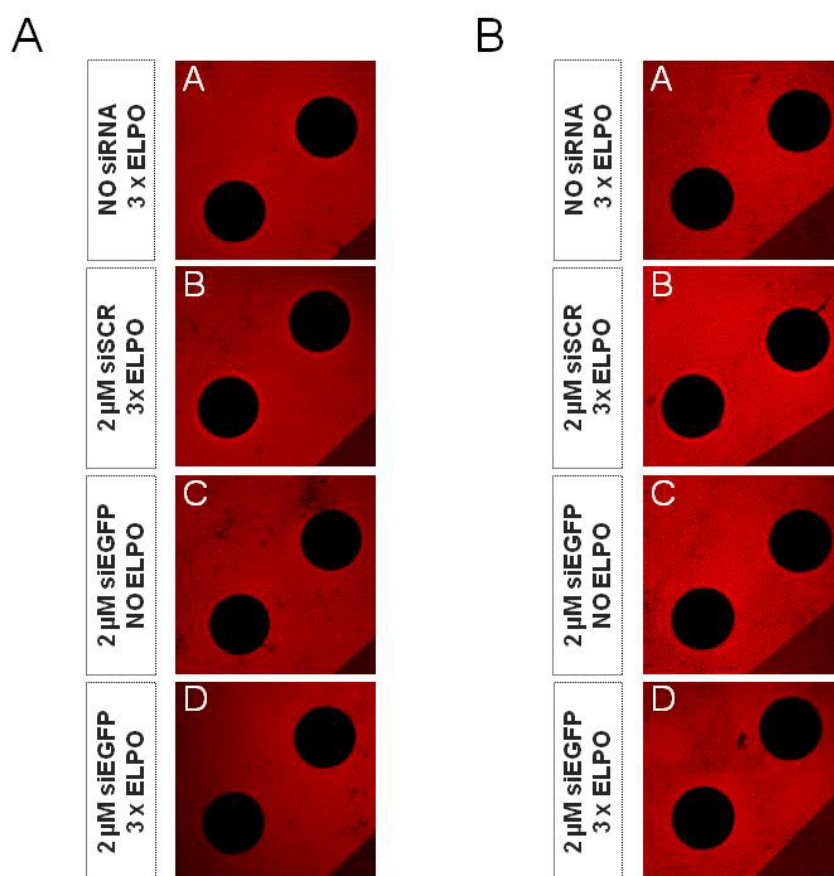 A
NO siRNA
3 x ELPO
A
2 µM siSCR
3x ELPO
B
2 µM siEGFP
NO ELPO
C
2 µM siEGFP
3 x ELPO
D
B
NO siRNA
3 x ELPO
A
2 µM siSCR
3x ELPO
B
2 µM siEGFP
NO ELPO
C
2 µM siEGFP
3 x ELPO
D